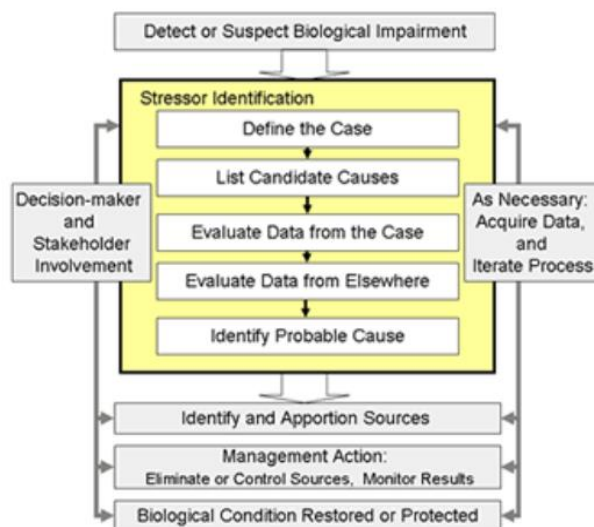 Detect or Suspect Biological Impairment
Stressor Identification
Define the Case
List Candidate Causes
Evaluate Data from the Case
Evaluate Data from Elsewhere
Identify Probable Cause
Decision-maker
and
Stakeholder
Involvement
As Necessary:
Acquire Data,
and
Iterate Process
Identify and Apportion Sources
Management Action:
Eliminate or Control Sources, Monitor Results
Biological Condition Restored or Protected